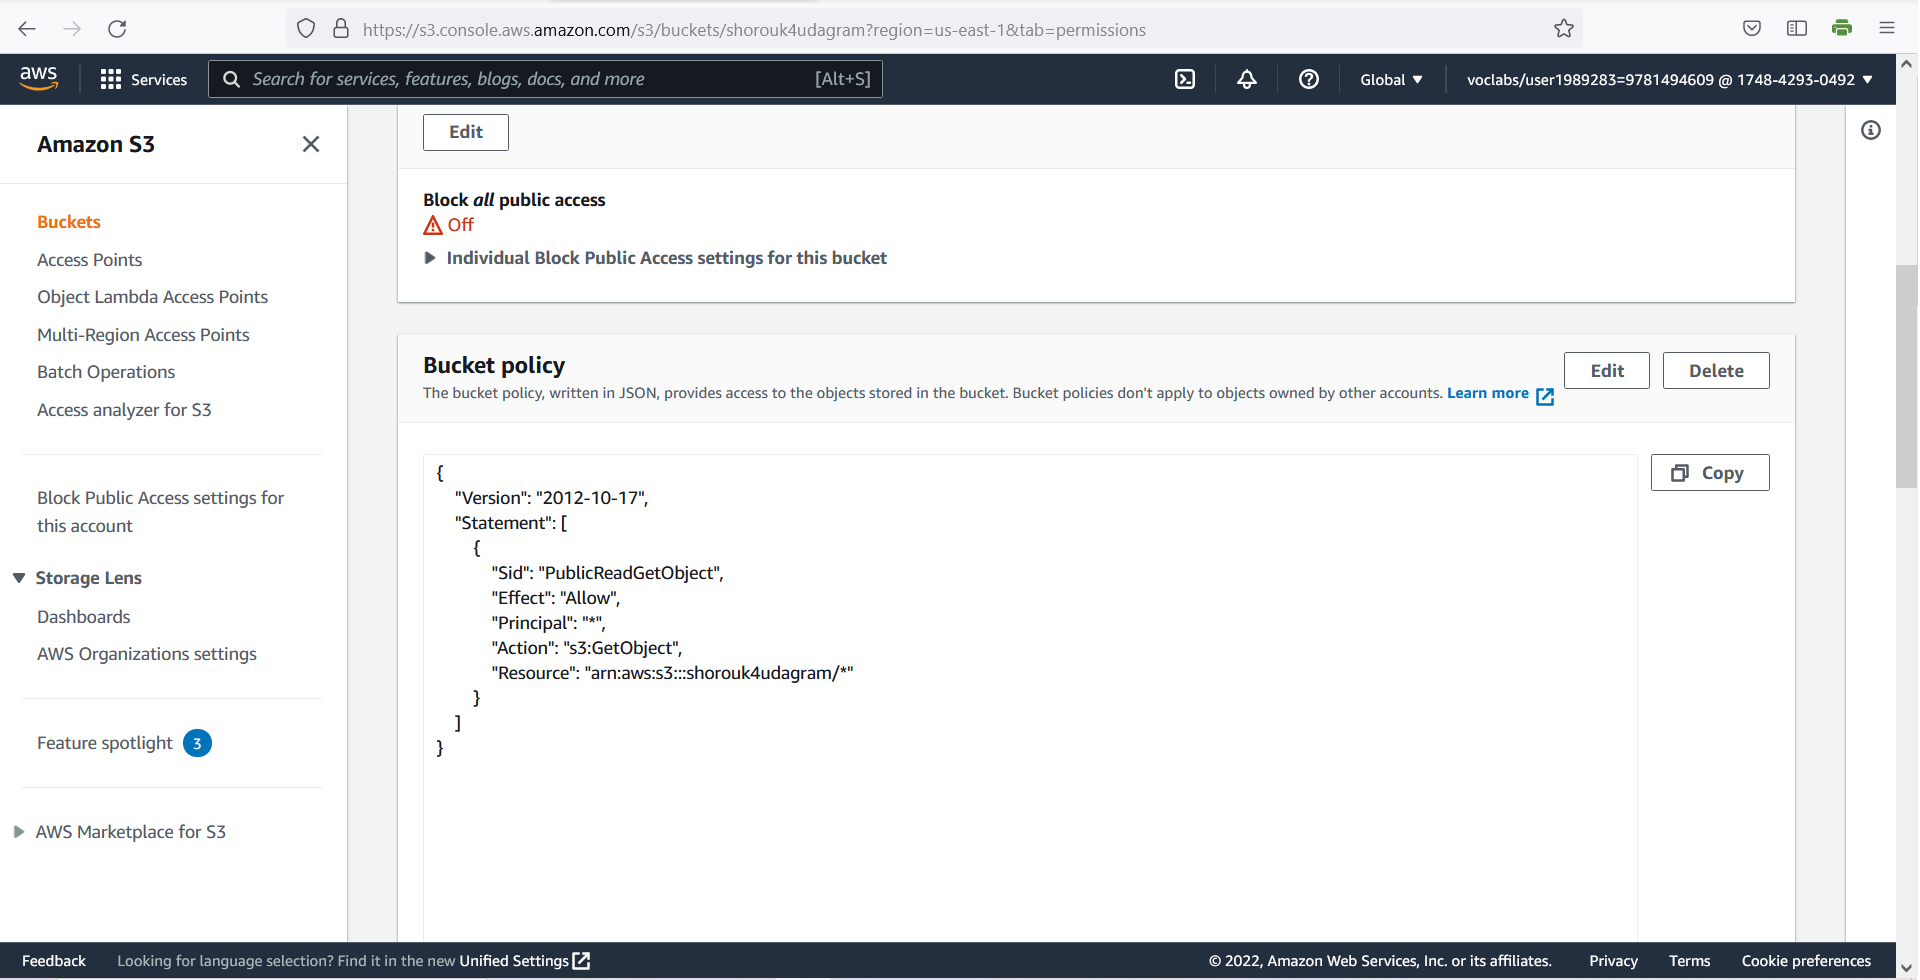 https://s3.console.aws.amazon.com/s3/buckets/shorouk4udagram?region=us-east-1&tab=permissions
aws
Services
Search for services, features, blogs, docs, and more
[Alt+S]
Global
voclabs/user1989283=9781494609 @ 1748-4293-0492
Amazon S3
Buckets
Access Points
Object Lambda Access Points
Multi-Region Access Points
Batch Operations
Access analyzer for S3
Block Public Access settings for
this account
Storage Lens
Dashboards
AWS Organizations settings
Feature spotlight 3
AWS Marketplace for S3
Edit
Block all public access
Off
Individual Block Public Access settings for this bucket
Bucket policy
The bucket policy, written in JSON, provides access to the objects stored in the bucket. Bucket policies don't apply to objects owned by other accounts. Learn more
Edit
Delete
Copy
{
"Version": "2012-10-17",
"Statement": [
{
"Sid": "PublicReadGetObject",
"Effect": "Allow",
"Principal": "*",
"Action": "s3:GetObject",
"Resource": "arn:aws:s3:::shorouk4udagram/*"
}
]
}
Feedback
Looking for language selection? Find it in the new Unified Settings
© 2022, Amazon Web Services, Inc. or its affiliates.
Privacy
Terms
Cookie preferences